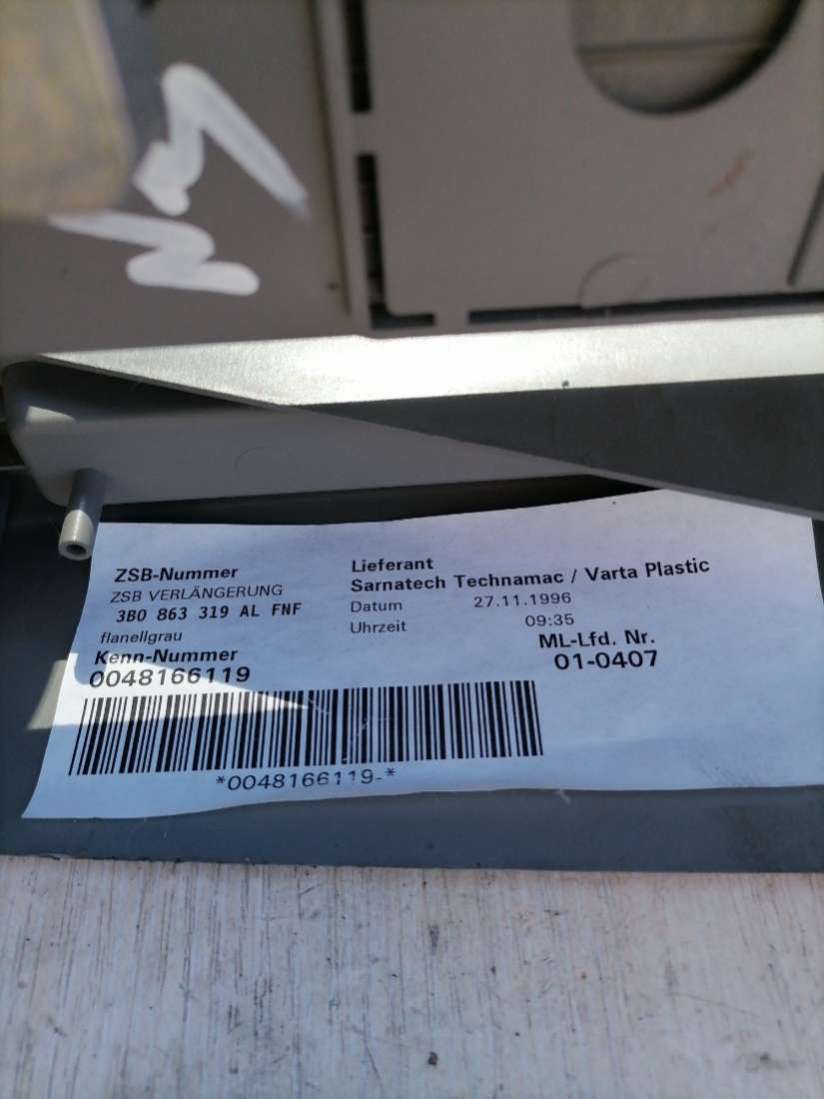 ZSB-Nummer
ZSB VERLÄNGERUNG
3B0 863 319 AL FNF
flanellgrau
Kenn-Nummer
0048166119
*0048166119-*
Lieferant
Sarnatech Technamac / Varta Plastic
Datum 27.11.1996
Uhrzeit 09:35
ML-Lfd. Nr.
01-0407